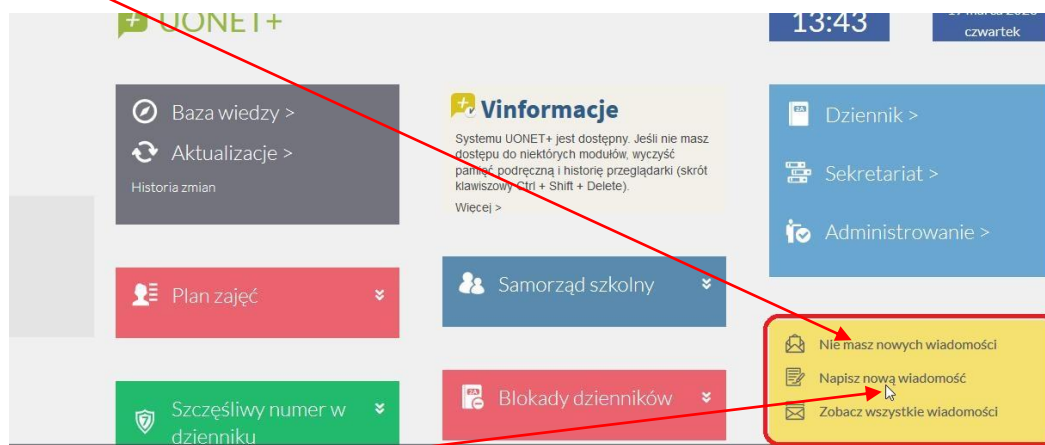 UONET+
13:43
czwartek
Baza wiedzy >
Aktualizacje >
Historia zmian
Vinformacje
Systemu UONET+ jest dostępny. Jeśli nie masz
dostępu do niektórych modułów, wyczyść
pamięć podręczną i historię przeglądarki (skrót
klawiszowy Ctrl + Shift + Delete).
Więcej >
Dziennik >
Sekretariat >
Administrowanie >
Plan zajęć
Samorząd szkolny
Nie masz nowych wiadomości
Napisz nową wiadomość
Zobacz wszystkie wiadomości
Szczęśliwy numer w
dzienniku
Blokady dzienników